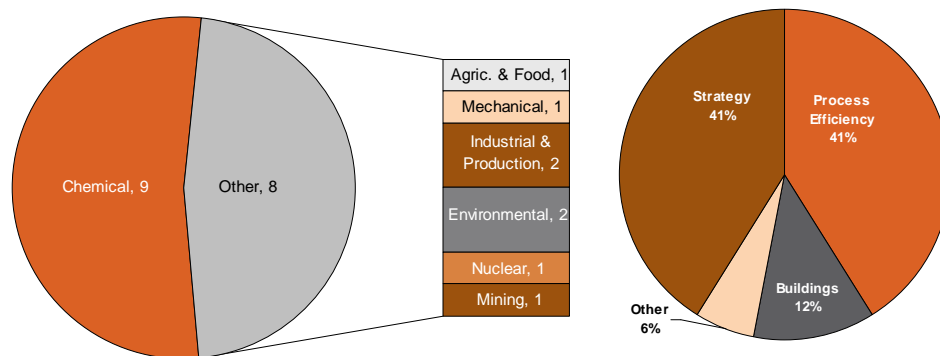 Chemical, 9
Other, 8
Agric. & Food, 1
Mechanical, 1
Industrial &
Production, 2
Environmental, 2
Nuclear, 1
Mining, 1
Strategy
41%
Process
Efficiency
41%
Buildings
12%
Other
6%